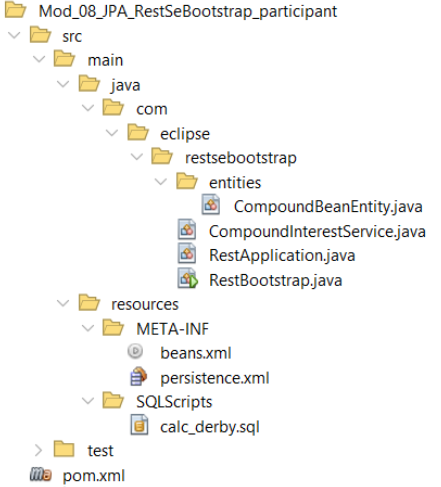 Mod_08_JPA_RestSeBootstrap_participant
src
main
java
com
eclipse
restsebootstrap
entities
CompoundBeanEntity.java
CompoundInterestService.java
RestApplication.java
RestBootstrap.java
resources
META-INF
beans.xml
persistence.xml
SQLScripts
calc_derby.sql
test
pom.xml